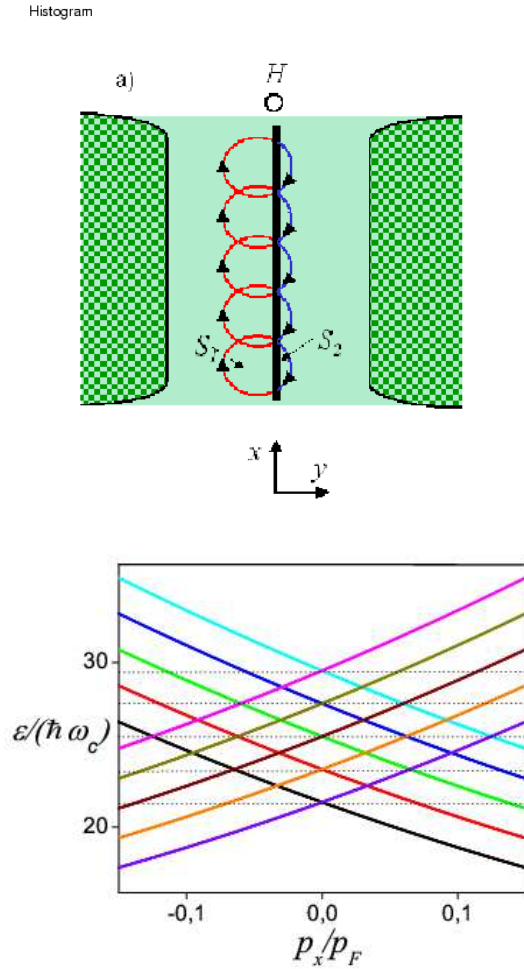 Histogram
H
a)
S₁ S₂
x
y
30
ε/(ħ ω_c)
20
-0,1 0,0 0,1
p_x/p_F